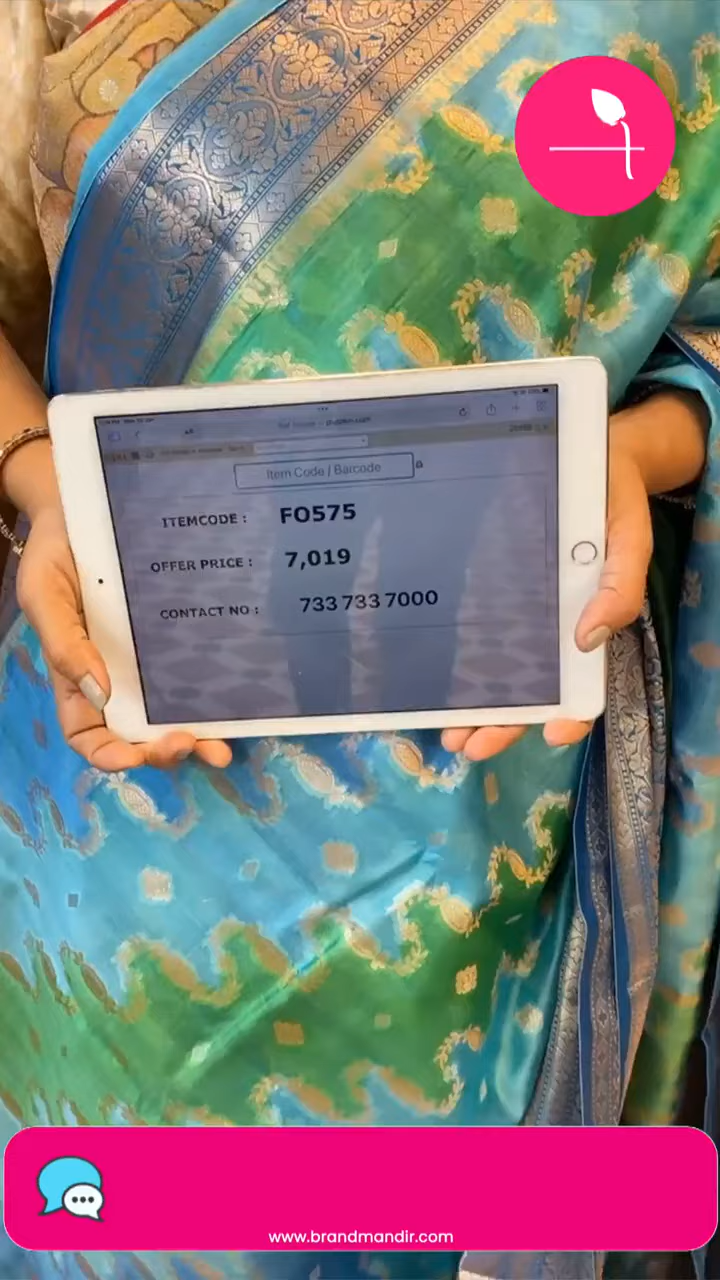 Item Code | Barcode
ITEMCODE : FO575
OFFER PRICE : 7,019
CONTACT NO : 733 733 7000
www.brandmandir.com